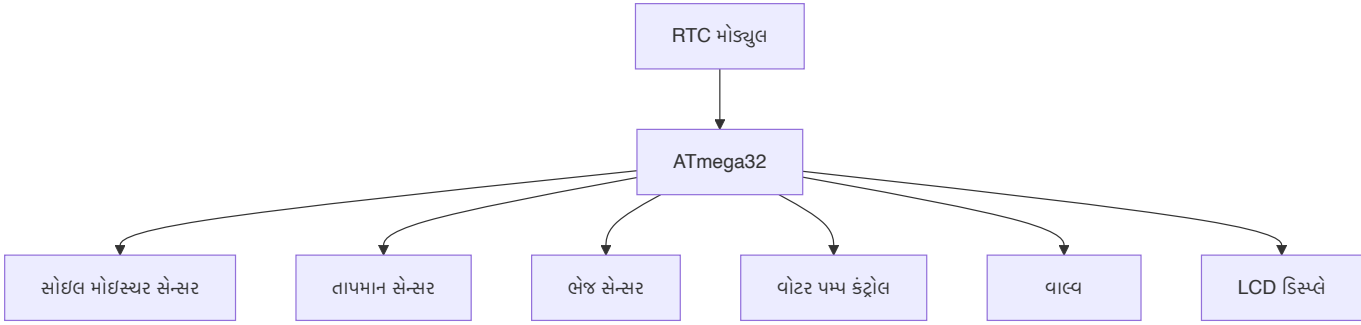 RTC મોડ્યુલ
ATmega32
સોઇલ મોઇસ્ચર સેન્સર
તાપમાન સેન્સર
ભેજ સેન્સર
વોટર પમ્પ કંટ્રોલ
વાલ્વ
LCD ડિસ્પ્લે